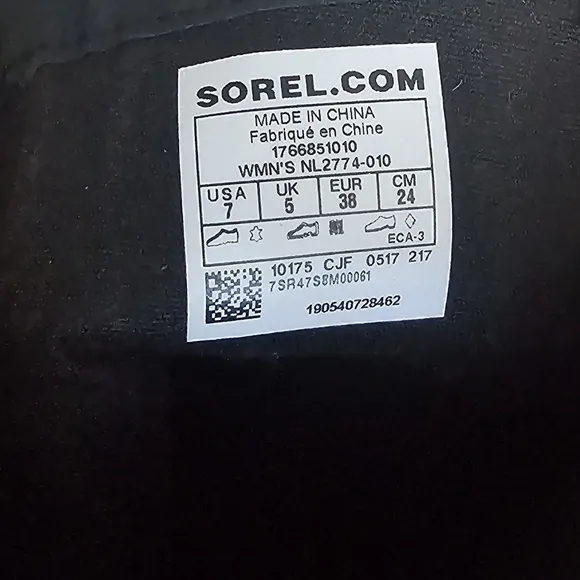 SOREL.COM
MADE IN CHINA
Fabriqué en Chine
1766851010
WMN'S NL2774-010
USA UK EUR CM
7 5 38 24
ECA-3
10175 CJF 0517 217
7SR47SBM00061
190540728462